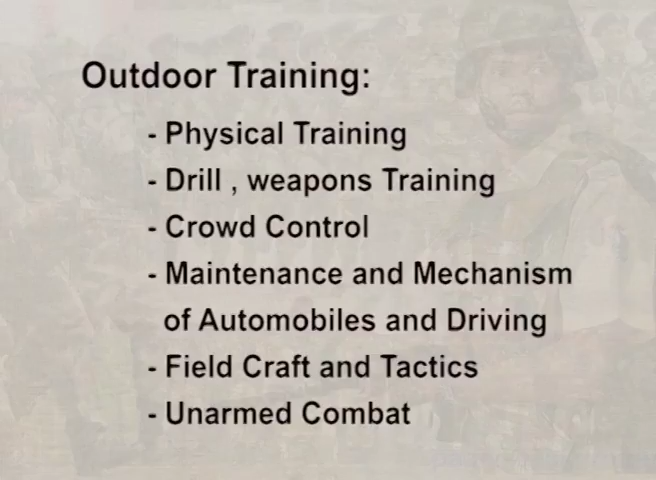 Outdoor Training:
- Physical Training
- Drill , weapons Training
- Crowd Control
- Maintenance and Mechanism
of Automobiles and Driving
- Field Craft and Tactics
- Unarmed Combat